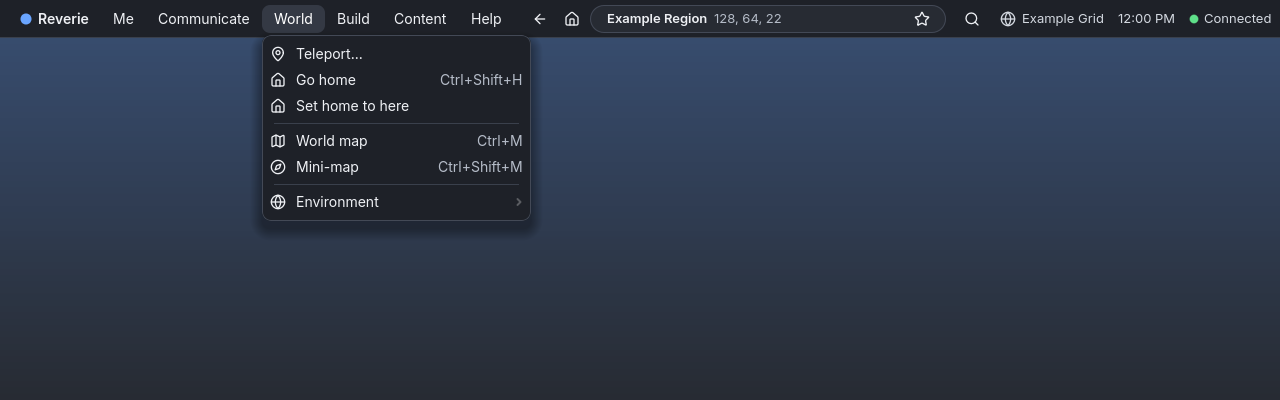 Reverie Me Communicate World Build Content Help Example Region 128, 64, 22 Example Grid 12:00 PM Connected
Teleport...
Go home Ctrl+Shift+H
Set home to here
World map Ctrl+M
Mini-map Ctrl+Shift+M
Environment